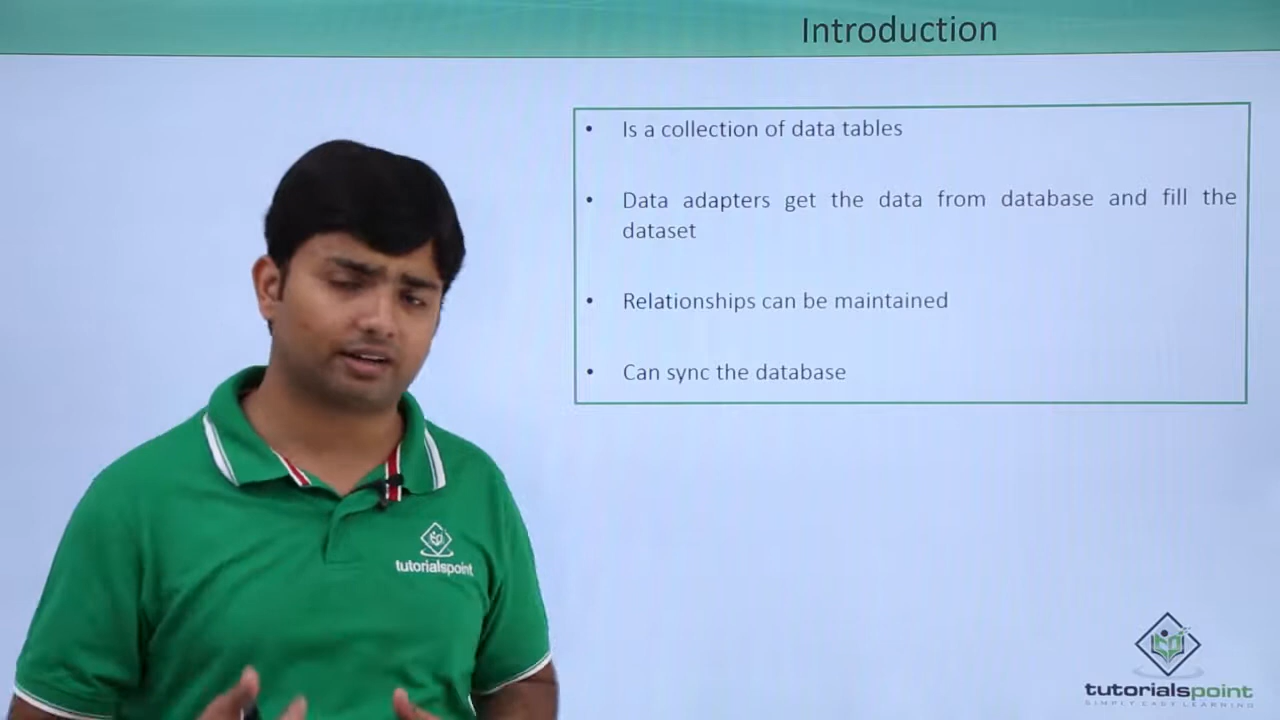 Introduction
• Is a collection of data tables
• Data adapters get the data from database and fill the
dataset
• Relationships can be maintained
• Can sync the database
tutorialspoint
tutorialspoint
SIMPLY EASY LEARNING